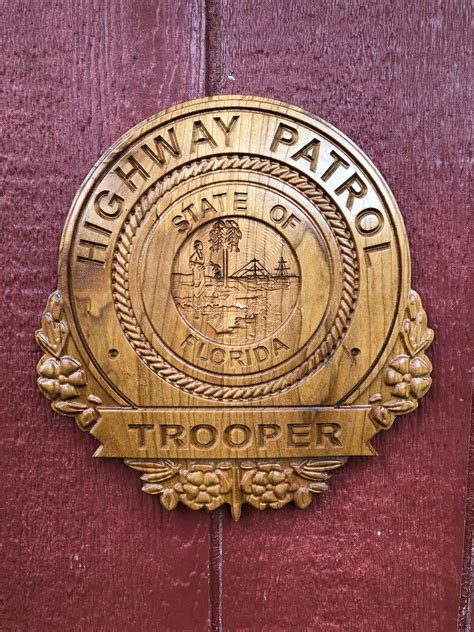 HIGHWAY PATROL
STATE OF
FLORIDA
TROOPER